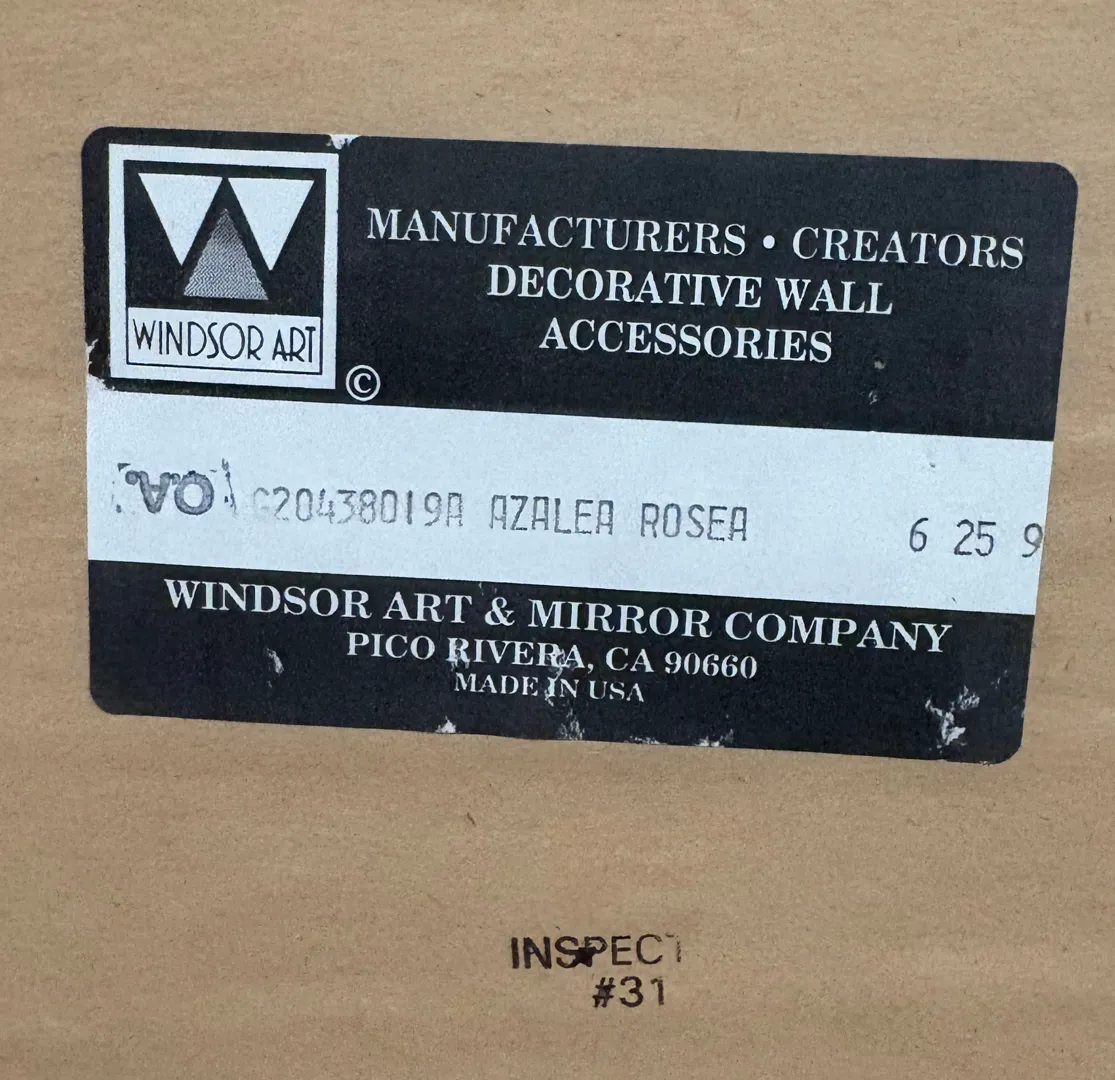 WINDSOR ART
©
MANUFACTURERS • CREATORS
DECORATIVE WALL
ACCESSORIES
G20438019A AZALEA ROSEA 6 25 9
WINDSOR ART & MIRROR COMPANY
PICO RIVERA, CA 90660
MADE IN USA
INSPECT
#31